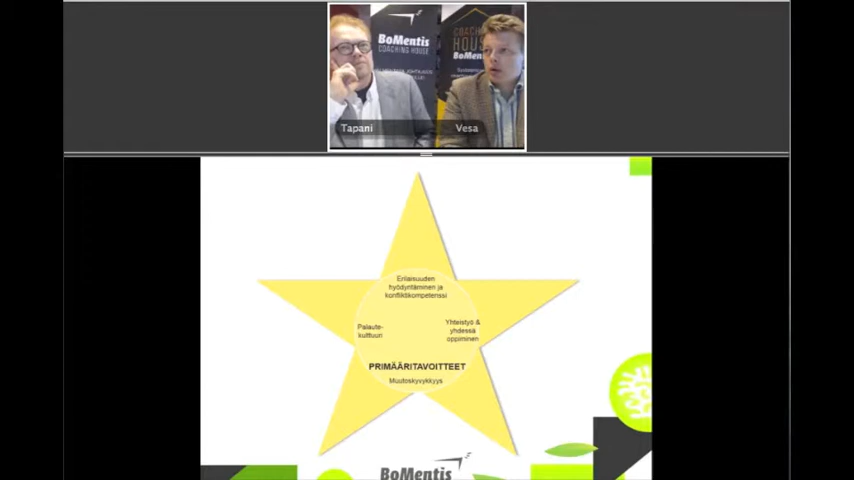 BoMentis
COACHING HOUSE
COACHING
HOUSE
BoMentis
Tapani
Vesa
Erilaisuuden
hyödyntäminen ja
konfliktikompetenssi
Palaute-
kulttuuri
Yhteistyö &
yhdessä
oppiminen
PRIMÄÄRITAVOITTEET
Muutoskyvykkyys
BoMentis